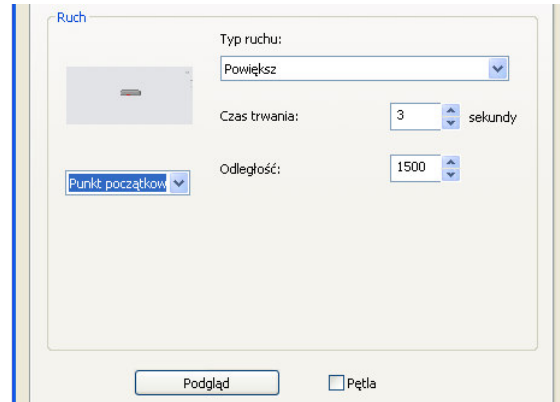 Ruch
Typ ruchu:
Powiększ
Czas trwania:
3
sekundy
Odległość:
1500
Punkt początkow
Podgląd
Pętla